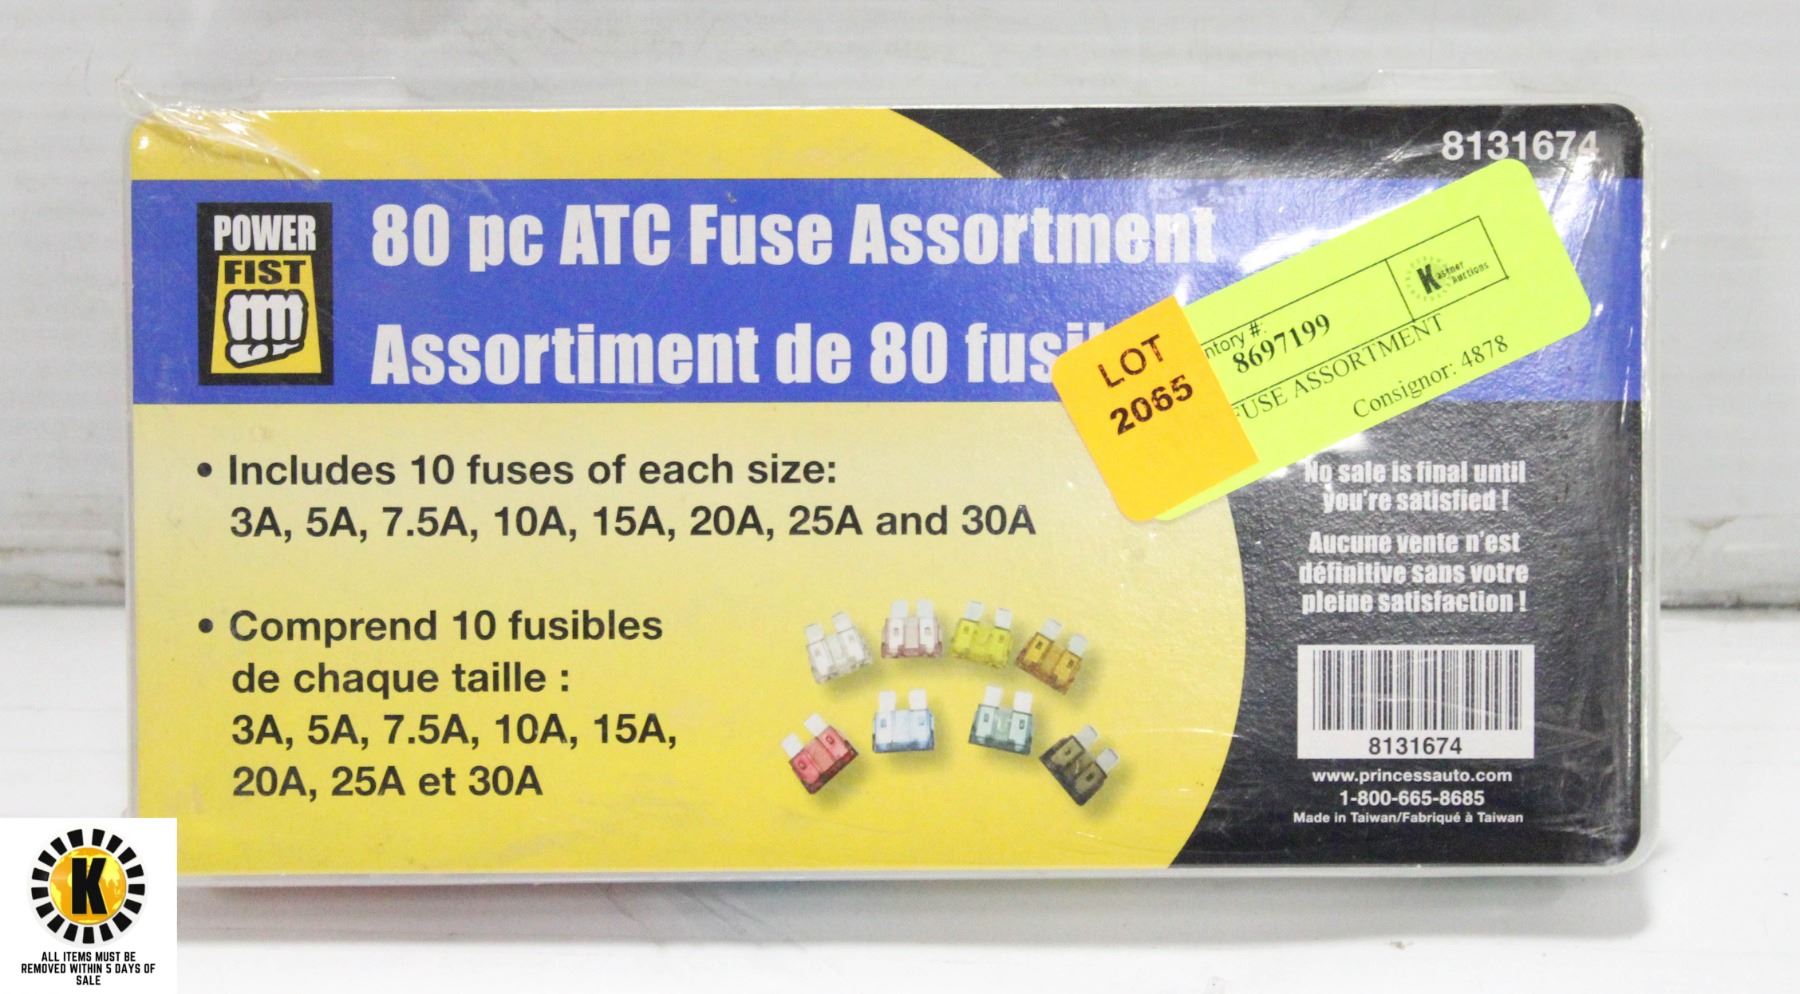 8131674
POWER
FIST
80 pc ATC Fuse Assortment
Assortiment de 80
LOT
2065
8697199
FUSE ASSORTMENT
Consignor: 4878
Kastner
Auctions
• Includes 10 fuses of each size:
3A, 5A, 7.5A, 10A, 15A, 20A, 25A and 30A
• Comprend 10 fusibles
de chaque taille :
3A, 5A, 7.5A, 10A, 15A,
20A, 25A et 30A
No sale is final until
you're satisfied !
Aucune vente n'est
définitive sans votre
pleine satisfaction !
8131674
www.princessauto.com
1-800-665-8685
Made in Taiwan/Fabriqué à Taiwan
K
ALL ITEMS MUST BE
REMOVED WITHIN 5 DAYS OF
SALE